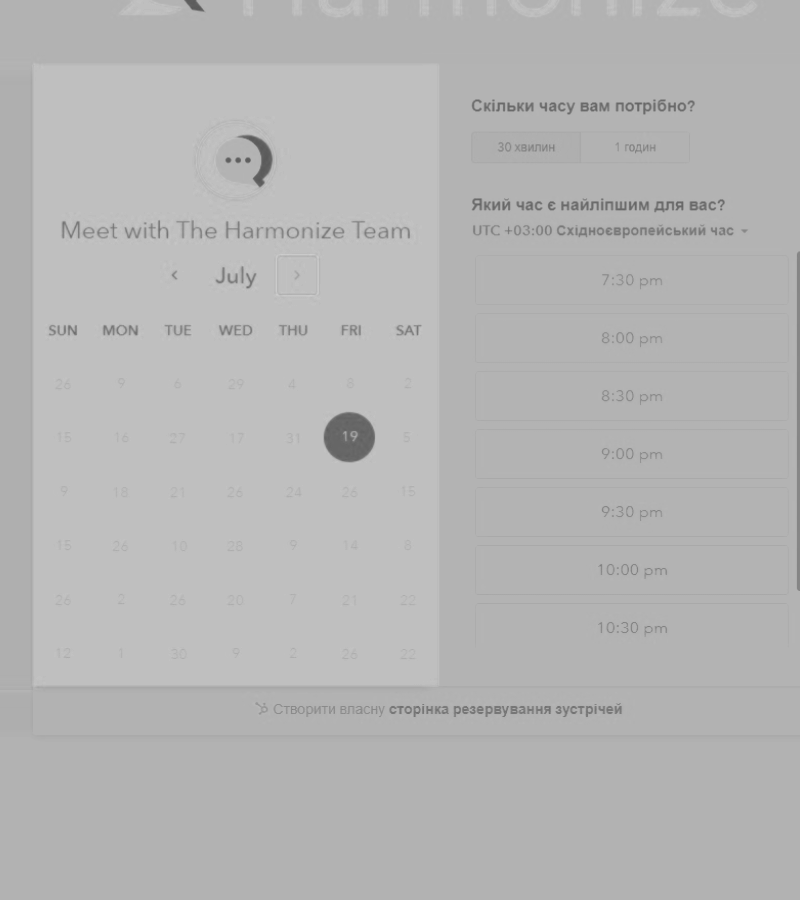 Harmonize
Meet with The Harmonize Team
July
SUN MON TUE WED THU FRI SAT
26 9 6 29 4 8 2
15 16 27 17 31 19 5
9 18 21 26 24 26 15
15 26 10 28 9 14 8
26 2 26 20 7 21 22
12 1 30 9 2 26 22
Скільки часу вам потрібно?
30 хвилин 1 годин
Який час є найліпшим для вас?
UTC +03:00 Східноєвропейський час
7:30 pm
8:00 pm
8:30 pm
9:00 pm
9:30 pm
10:00 pm
10:30 pm
Створити власну сторінка резервування зустрічей